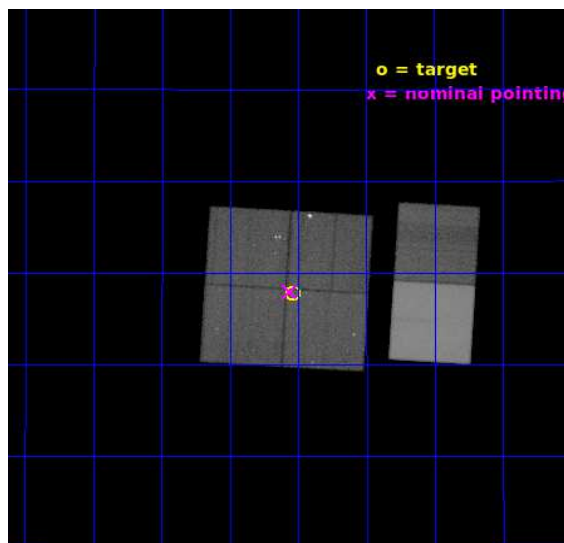 o = target
x = nominal pointing